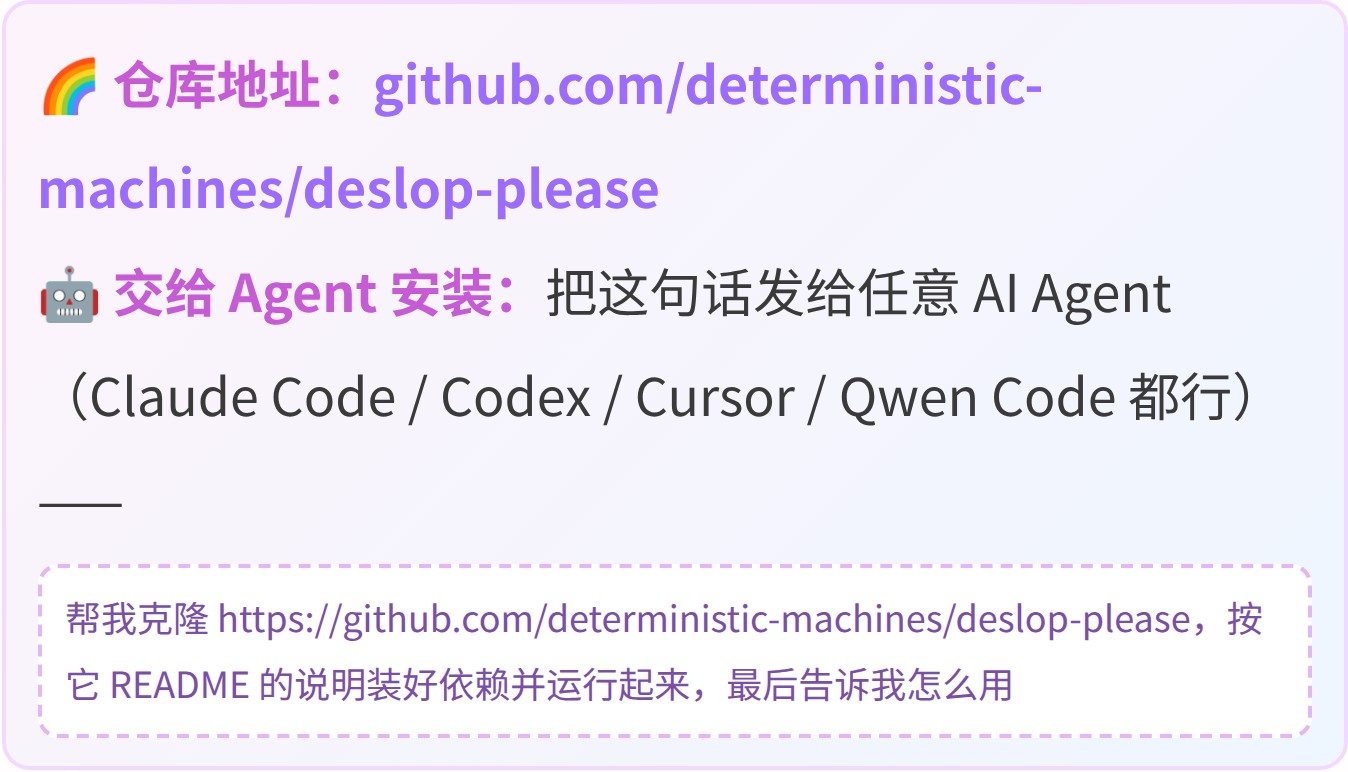 🌈 仓库地址：github.com/deterministic-
machines/deslop-please
🤖 交给 Agent 安装：把这句话发给任意 AI Agent
（Claude Code / Codex / Cursor / Qwen Code 都行）
——
帮我克隆 https://github.com/deterministic-machines/deslop-please，按
它 README 的说明装好依赖并运行起来，最后告诉我怎么用